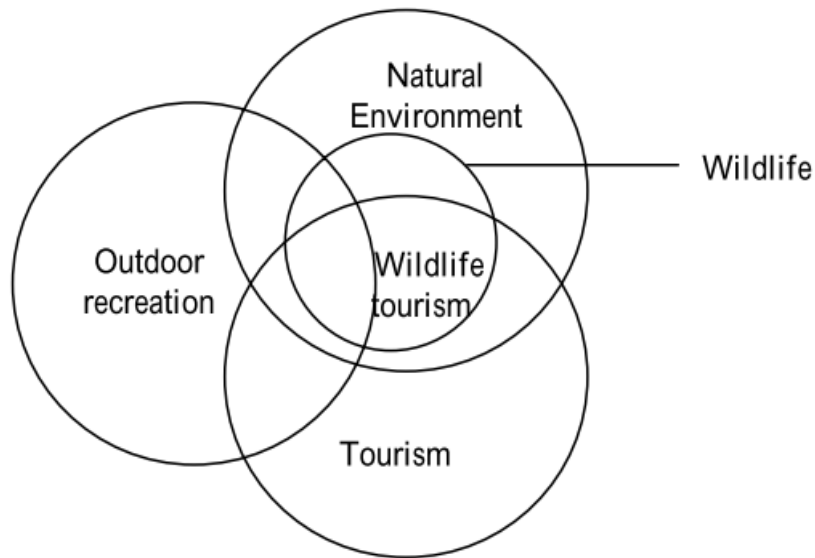 Natural
Environment
Wildlife
Outdoor
recreation
Wildlife
tourism
Tourism